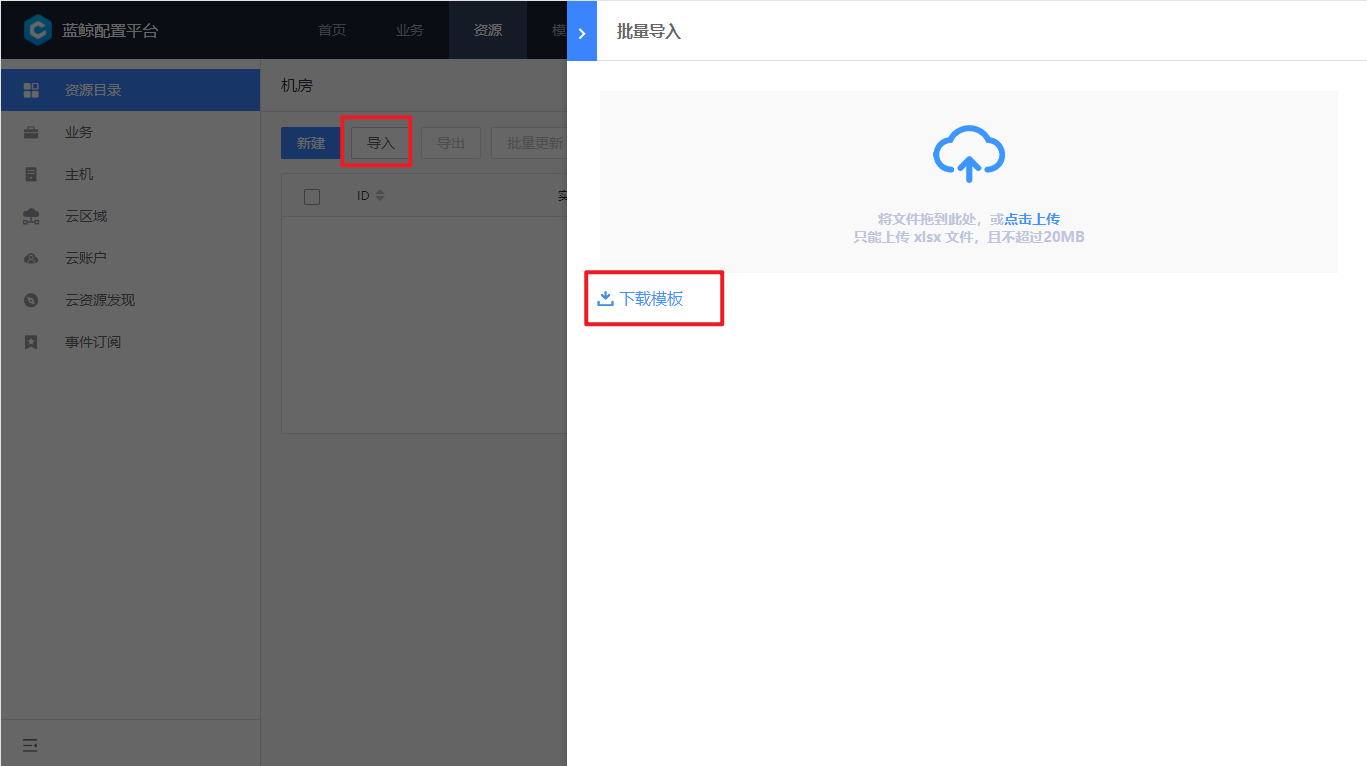 蓝鲸配置平台
首页
业务
资源
资源目录
业务
主机
云区域
云账户
云资源发现
事件订阅
机房
新建
导入
导出
批量更新
ID
批量导入
将文件拖到此处，或点击上传
只能上传 xlsx 文件，且不超过20MB
下载模板